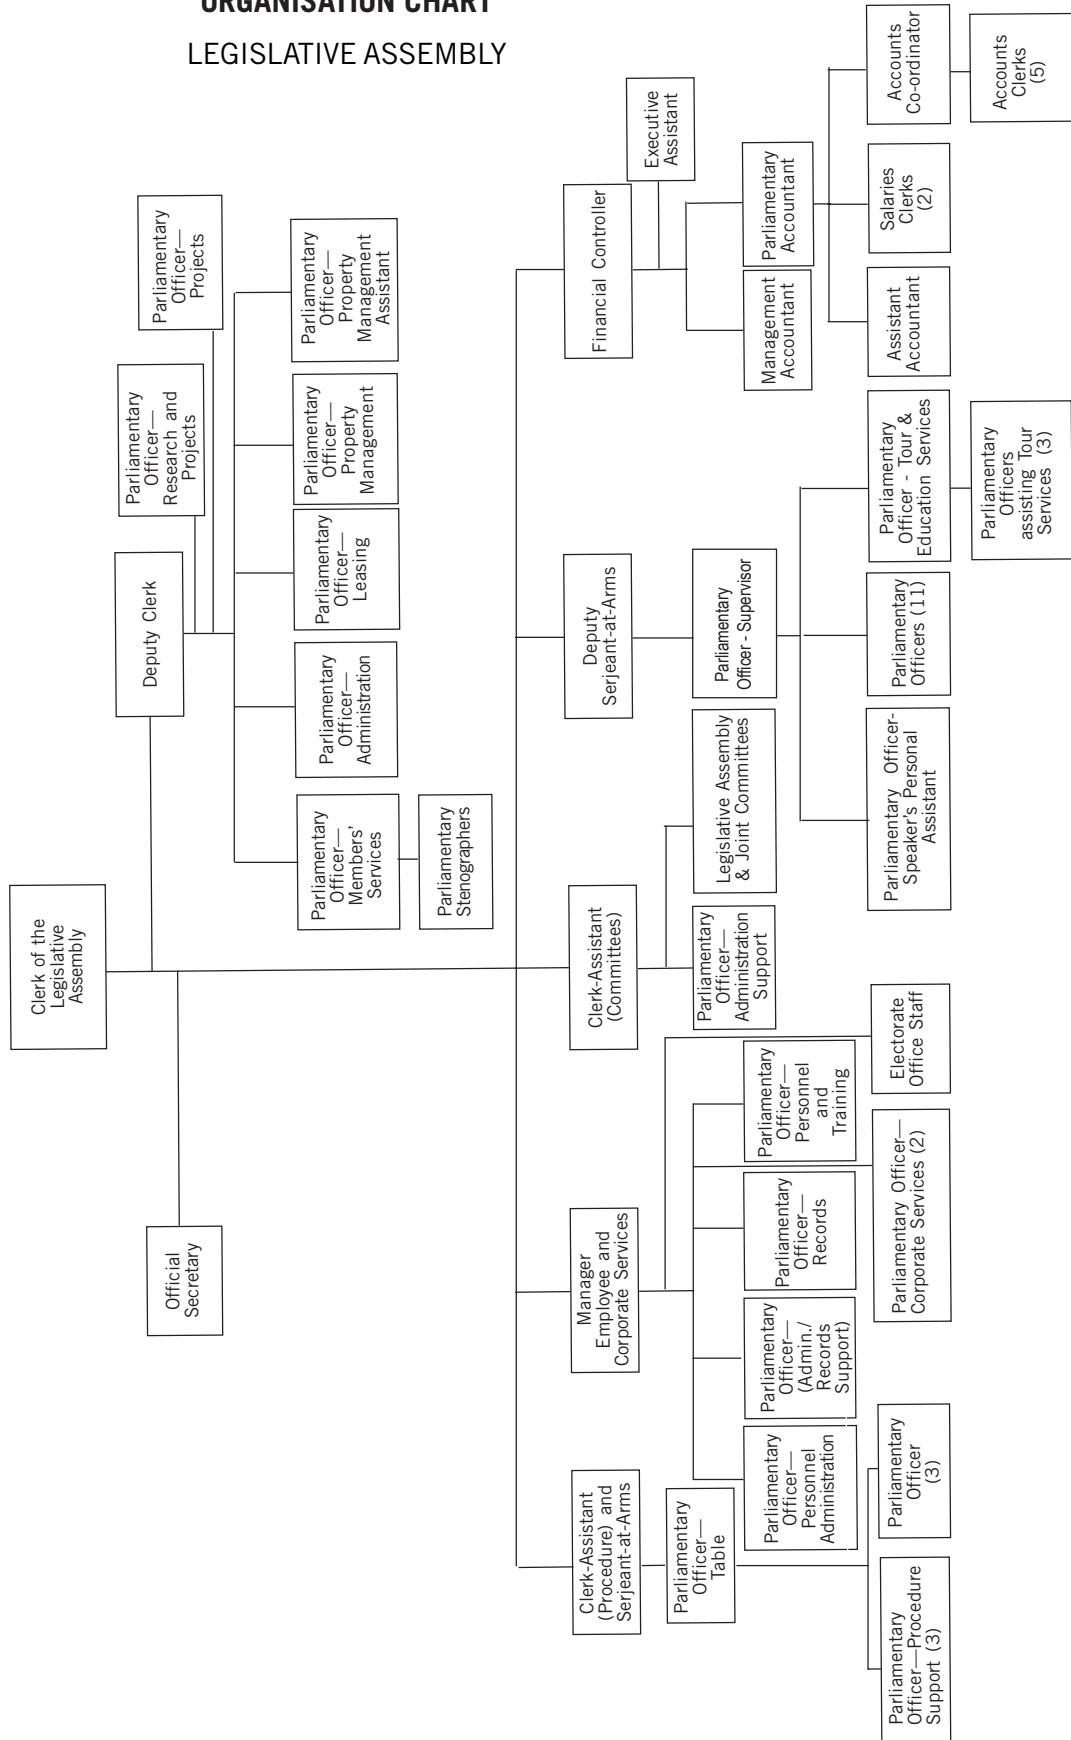 ORGANISATION CHART
LEGISLATIVE ASSEMBLY
Clerk of the
Legislative
Assembly
Official
Secretary
Deputy Clerk
Parliamentary
Officer—
Research and
Projects
Parliamentary
Officer—
Projects
Parliamentary
Officer—
Members'
Services
Parliamentary
Stenographers
Parliamentary
Officer—
Administration
Parliamentary
Officer—
Leasing
Parliamentary
Officer—
Property
Management
Parliamentary
Officer—
Property
Management
Assistant
Clerk-Assistant
(Procedure) and
Serjeant-at-Arms
Parliamentary
Officer—
Table
Parliamentary
Officer—Procedure
Support (3)
Parliamentary
Officer
(3)
Manager
Employee and
Corporate Services
Parliamentary
Officer—
Personnel
Administration
Parliamentary
Officer—
(Admin./
Records
Support)
Parliamentary
Officer—
Records
Parliamentary
Officer—
Personnel
and
Training
Parliamentary Officer—
Corporate Services (2)
Electorate
Office Staff
Clerk-Assistant
(Committees)
Parliamentary
Officer—
Administration
Support
Legislative Assembly
& Joint Committees
Deputy
Serjeant-at-Arms
Parliamentary
Officer - Supervisor
Parliamentary Officer-
Speaker's Personal
Assistant
Parliamentary
Officers (11)
Parliamentary
Officer - Tour &
Education Services
Parliamentary
Officers
assisting Tour
Services (3)
Financial Controller
Executive
Assistant
Management
Accountant
Parliamentary
Accountant
Assistant
Accountant
Salaries
Clerks
(2)
Accounts
Co-ordinator
Accounts
Clerks
(5)